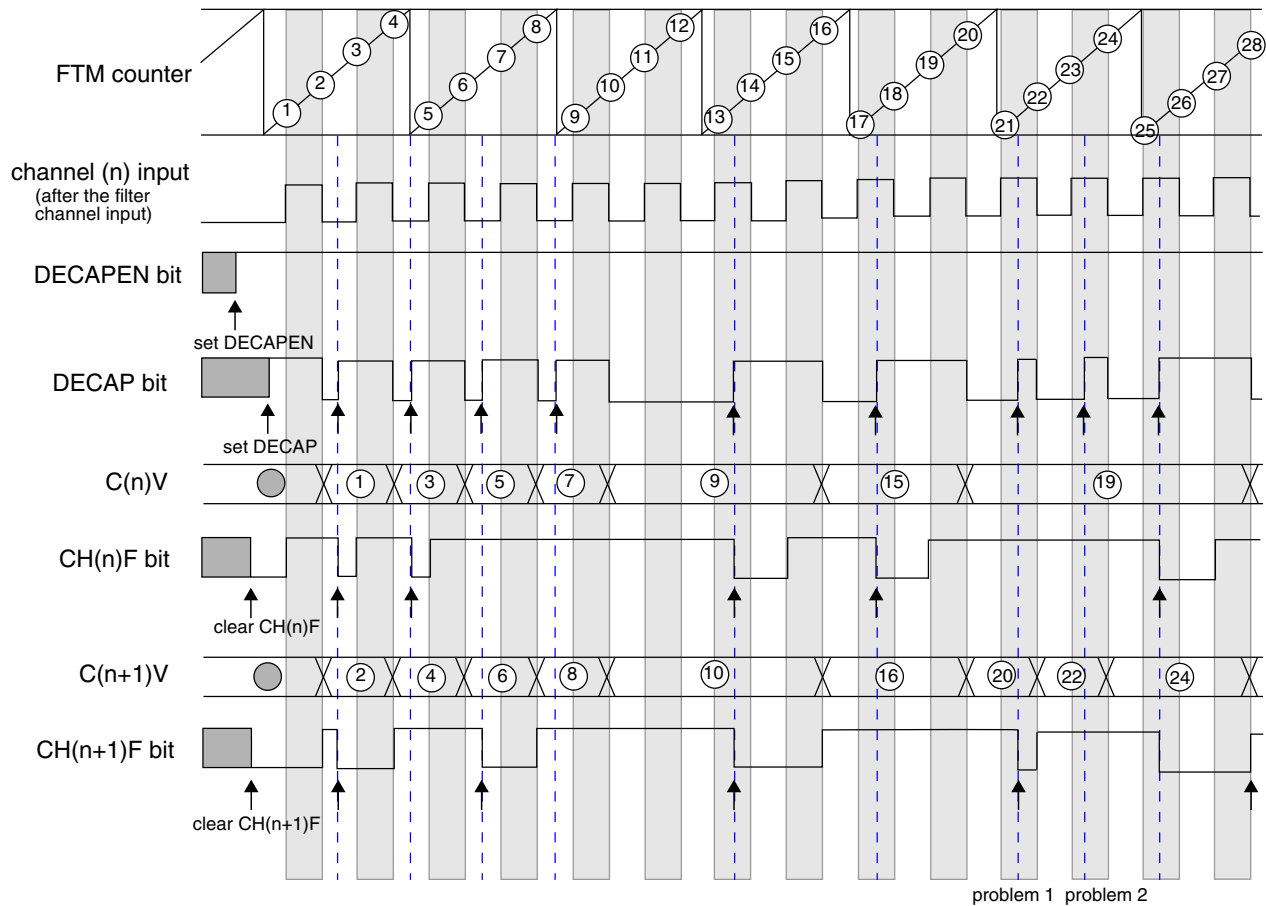 4 8 12 16 20 24 28
3 7 11 15 19 23 27
FTM counter
2 6 10 14 18 22 26
1 5 9 13 17 21 25
channel (n) input
(after the filter
channel input)
DECAPEN bit
set DECAPEN
DECAP bit
set DECAP
C(n)V 1 3 5 7 9 15 19
CH(n)F bit
clear CH(n)F
C(n+1)V 2 4 6 8 10 16 20 22 24
CH(n+1)F bit
clear CH(n+1)F
problem 1 problem 2